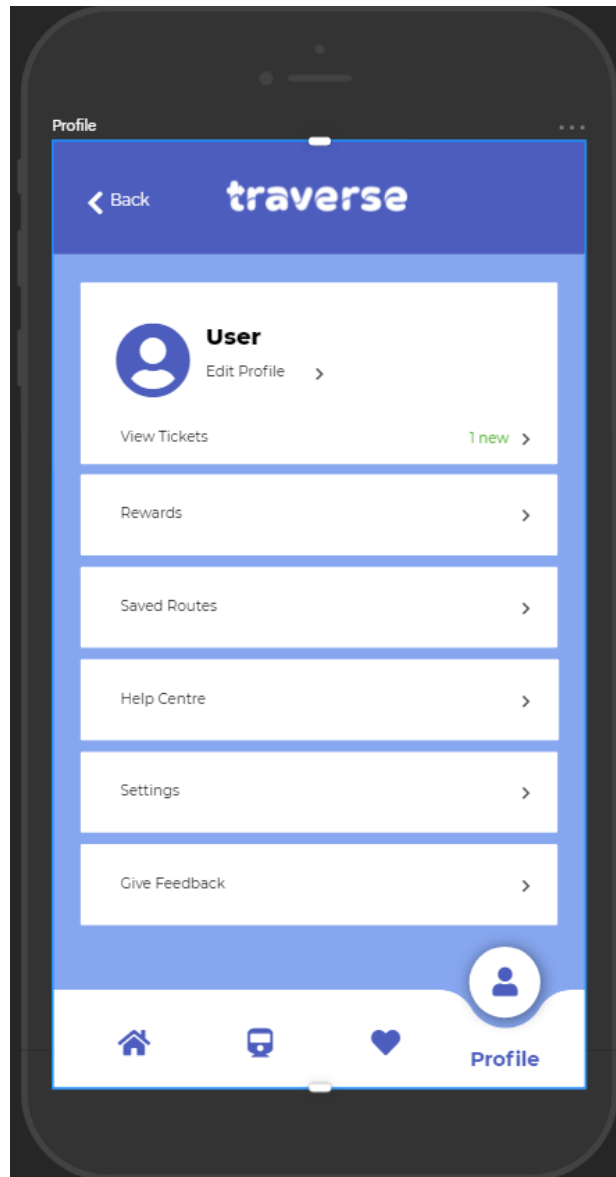 Profile
Back
traverse
User
Edit Profile
View Tickets 1 new
Rewards
Saved Routes
Help Centre
Settings
Give Feedback
Profile